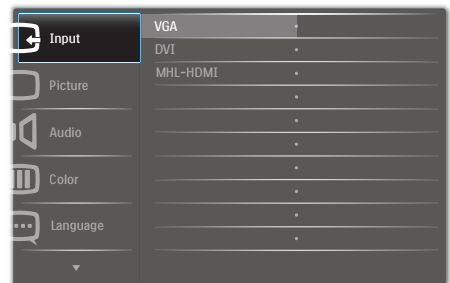 Input
Picture
Audio
Color
Language
VGA
DVI
MHL-HDMI